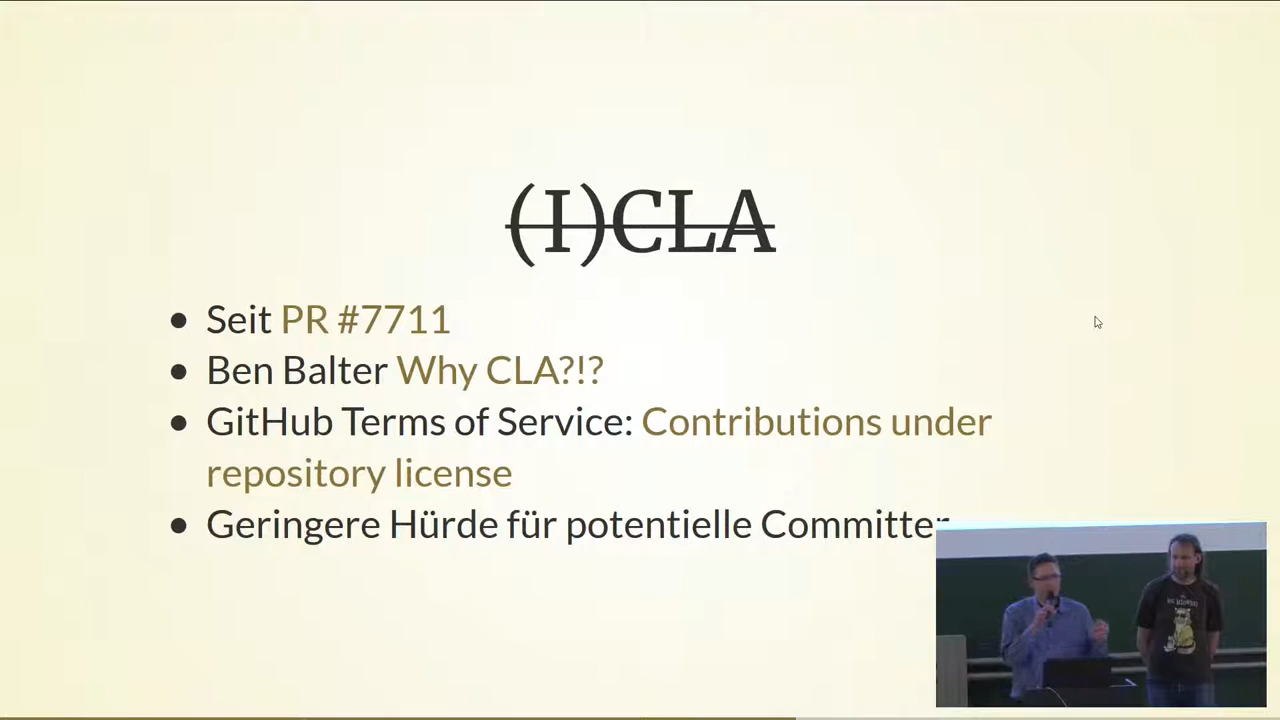 (I)CLA
Seit PR #7711
Ben Balter Why CLA?!?
GitHub Terms of Service: Contributions under
repository license
Geringere Hürde für potentielle Committer